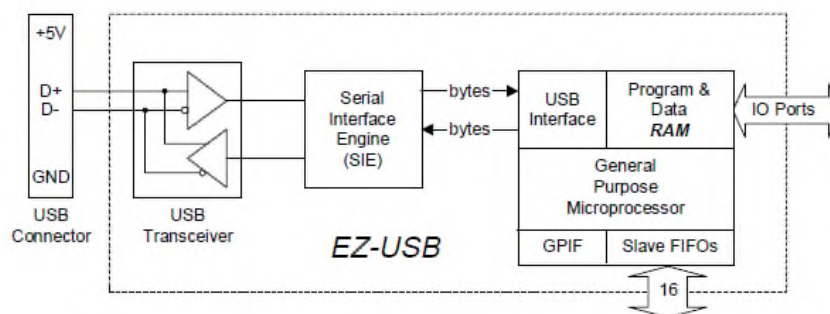 +5V
D+
D-
GND
USB
Connector
USB
Transceiver
Serial
Interface
Engine
(SIE)
bytes
bytes
EZ-USB
USB
Interface
Program &
Data
RAM
General
Purpose
Microprocessor
GPIF
Slave FIFOs
IO Ports
16